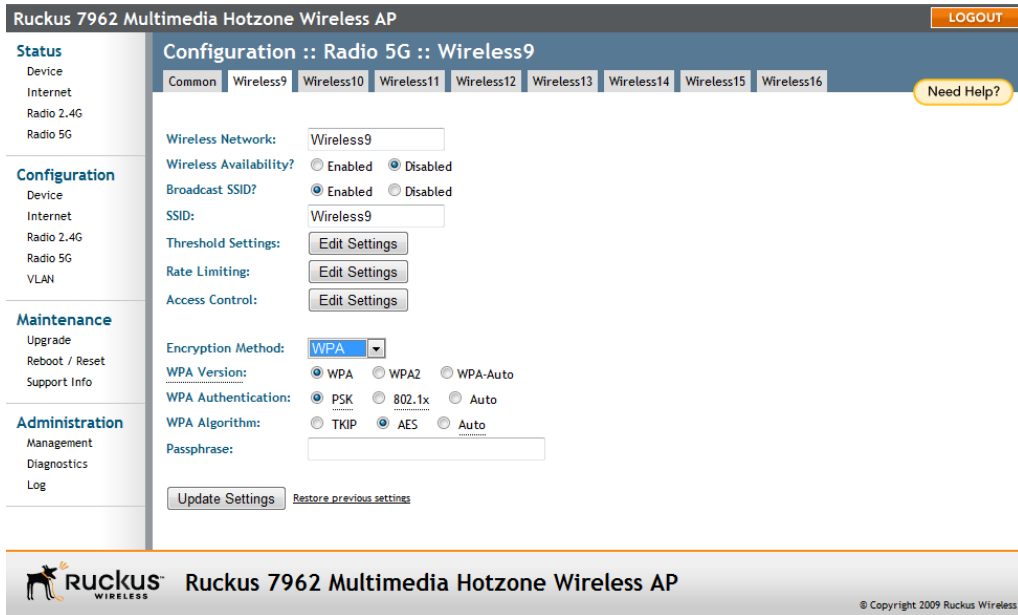 Ruckus 7962 Multimedia Hotzone Wireless AP
LOGOUT
Status
Device
Internet
Radio 2.4G
Radio 5G
Configuration
Device
Internet
Radio 2.4G
Radio 5G
VLAN
Maintenance
Upgrade
Reboot / Reset
Support Info
Administration
Management
Diagnostics
Log
Configuration :: Radio 5G :: Wireless9
Common Wireless9 Wireless10 Wireless11 Wireless12 Wireless13 Wireless14 Wireless15 Wireless16
Need Help?
Wireless Network: Wireless9
Wireless Availability? Enabled Disabled
Broadcast SSID? Enabled Disabled
SSID: Wireless9
Threshold Settings: Edit Settings
Rate Limiting: Edit Settings
Access Control: Edit Settings
Encryption Method: WPA
WPA Version: WPA WPA2 WPA-Auto
WPA Authentication: PSK 802.1x Auto
WPA Algorithm: TKIP AES Auto
Passphrase:
Update Settings Restore previous settings
Ruckus WIRELESS
Ruckus 7962 Multimedia Hotzone Wireless AP
© Copyright 2009 Ruckus Wireless